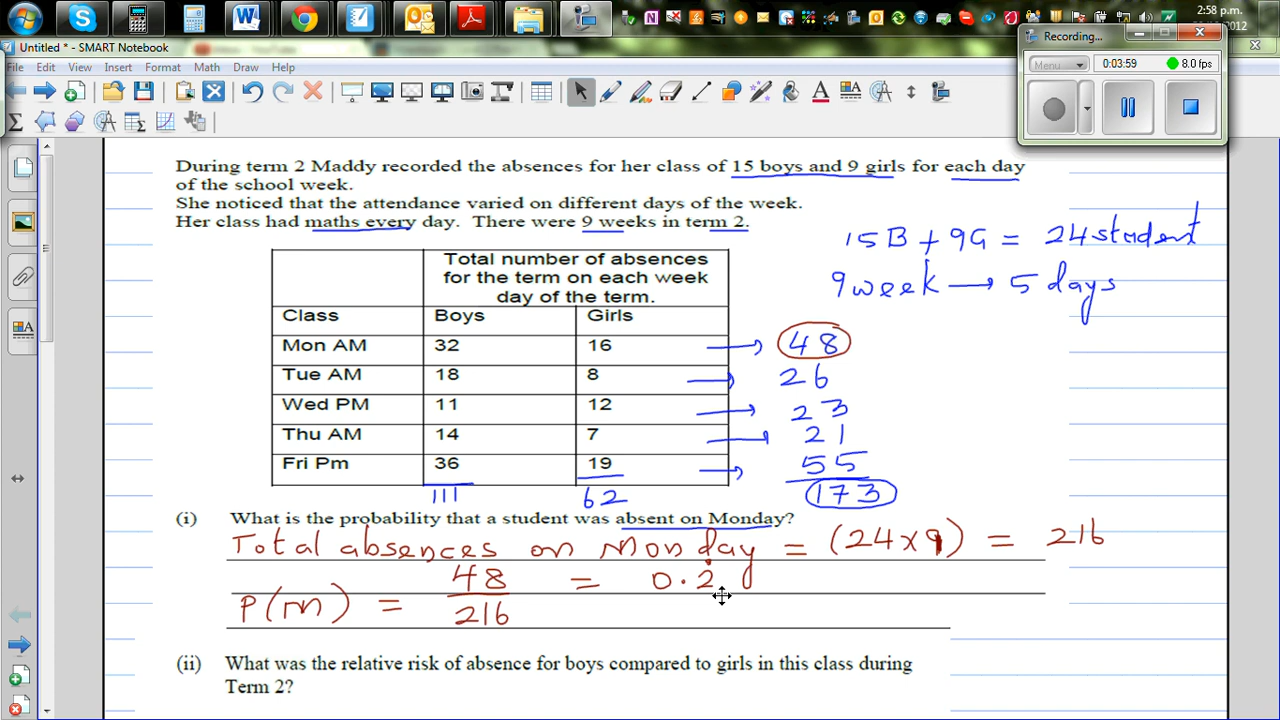 2:58 p.m.
2012
Untitled * - SMART Notebook
Recording...
File Edit View Insert Format Math Draw Help
Menu 0:03:59 8.0 fps
During term 2 Maddy recorded the absences for her class of 15 boys and 9 girls for each day
of the school week.
She noticed that the attendance varied on different days of the week.
Her class had maths every day. There were 9 weeks in term 2.
15B + 9G = 24 student
9 week → 5 days
Total number of absences
for the term on each week
day of the term.
Class Boys Girls
Mon AM 32 16 → 48
Tue AM 18 8 → 26
Wed PM 11 12 → 23
Thu AM 14 7 → 21
Fri Pm 36 19 → 55
111 62 173
(i) What is the probability that a student was absent on Monday?
Total absences on Monday = (24×9) = 216
P(m) = 48/216 = 0.2
(ii) What was the relative risk of absence for boys compared to girls in this class during
Term 2?